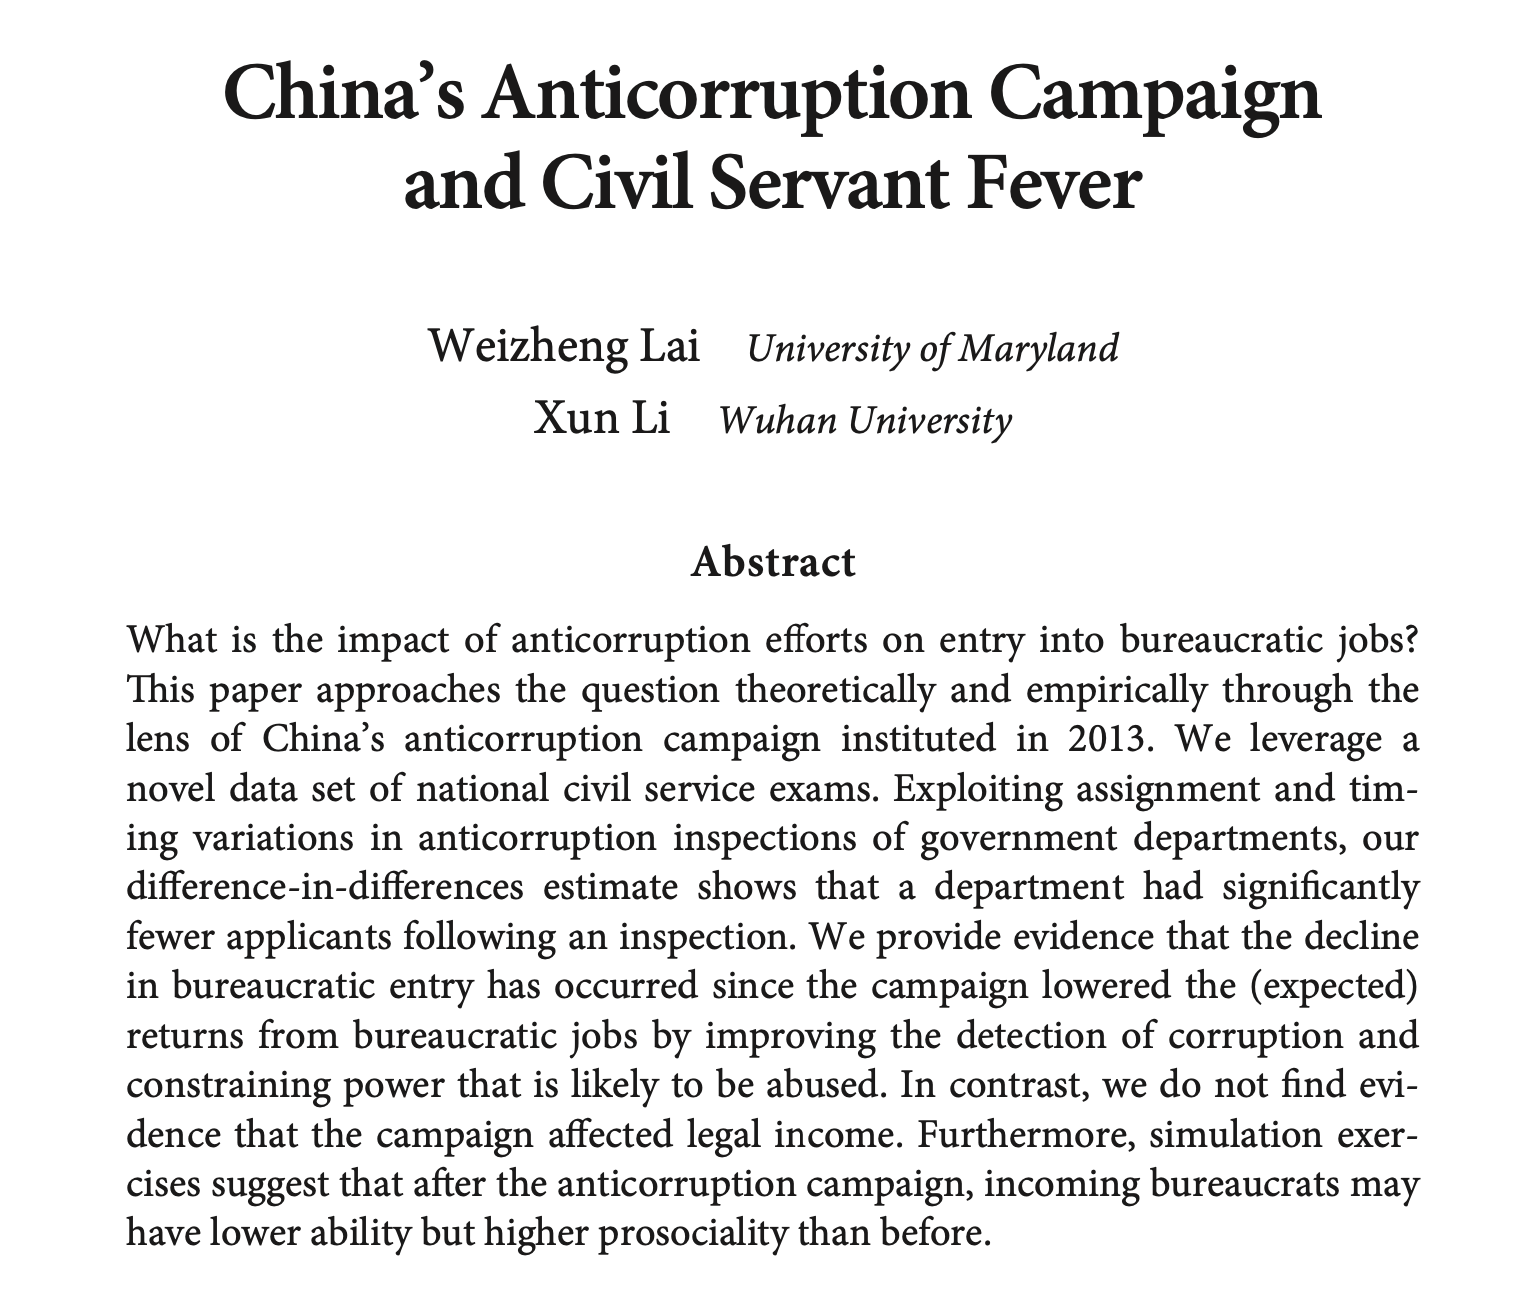 China’s Anticorruption Campaign
and Civil Servant Fever
Weizheng Lai University of Maryland
Xun Li Wuhan University
Abstract
What is the impact of anticorruption efforts on entry into bureaucratic jobs?
This paper approaches the question theoretically and empirically through the
lens of China’s anticorruption campaign instituted in 2013. We leverage a
novel data set of national civil service exams. Exploiting assignment and tim-
ing variations in anticorruption inspections of government departments, our
difference-in-differences estimate shows that a department had significantly
fewer applicants following an inspection. We provide evidence that the decline
in bureaucratic entry has occurred since the campaign lowered the (expected)
returns from bureaucratic jobs by improving the detection of corruption and
constraining power that is likely to be abused. In contrast, we do not find evi-
dence that the campaign affected legal income. Furthermore, simulation exer-
cises suggest that after the anticorruption campaign, incoming bureaucrats may
have lower ability but higher prosociality than before.